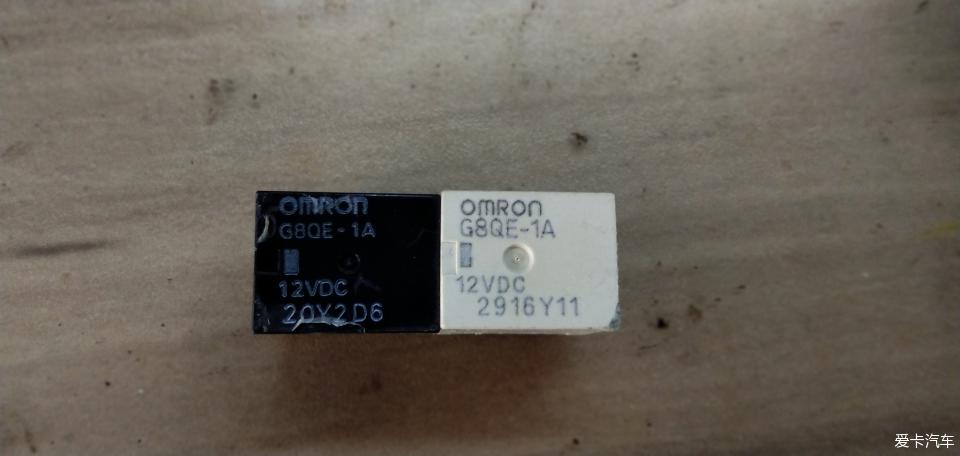 OMRON
G8QE-1A
12VDC
20Y2D6
OMRON
G8QE-1A
12VDC
2916Y11
爱卡汽车